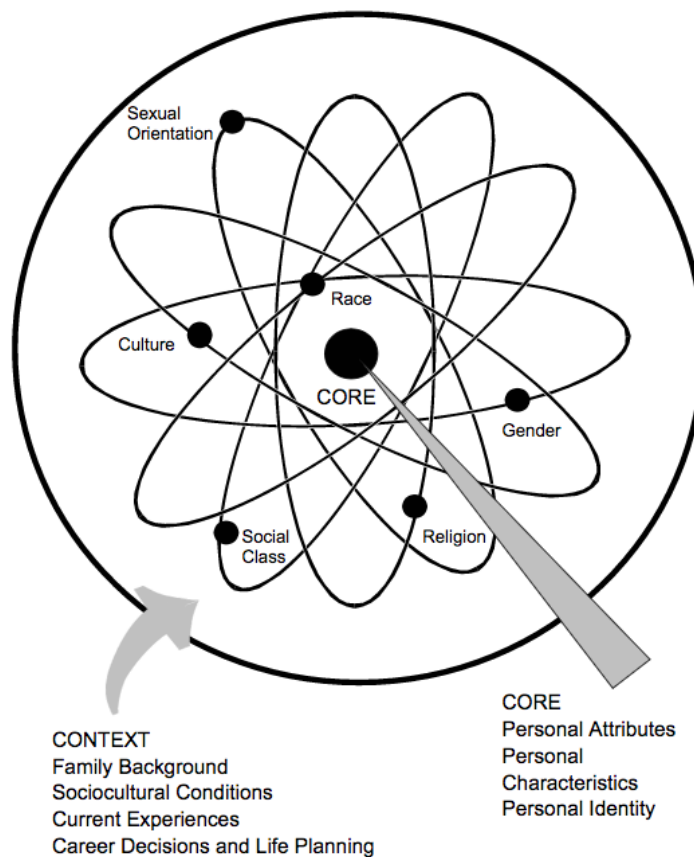 Sexual
Orientation
Race
Culture
CORE
Gender
Social
Class
Religion
CONTEXT
Family Background
Sociocultural Conditions
Current Experiences
Career Decisions and Life Planning
CORE
Personal Attributes
Personal
Characteristics
Personal Identity